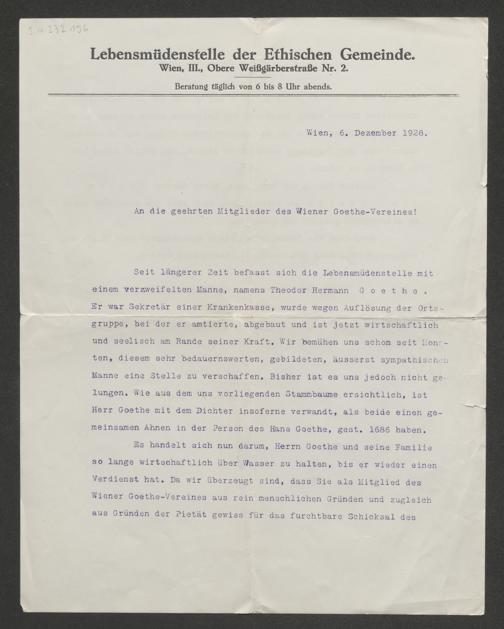 I.N. 232.196
Lebensmüdenstelle der Ethischen Gemeinde.
Wien, III., Obere Weißgärberstraße Nr. 2.
Beratung täglich von 6 bis 8 Uhr abends.
Wien, 6. Dezember 1928.
An die geehrten Mitglieder des Wiener Goethe-Vereines!
Seit längerer Zeit befasst sich die Lebensmüdenstelle mit
einem verzweifelten Manne, namens Theodor Hermann G o e t h e .
Er war Sekretär einer Krankenkasse, wurde wegen Auflösung der Orts-
gruppe, bei der er amtierte, abgebaut und ist jetzt wirtschaftlich
und seelisch am Rande seiner Kraft. Wir bemühen uns schon seit Mona-
ten, diesem sehr bedauernswerten, gebildeten, äusserst sympathischen
Manne eine Stelle zu verschaffen. Bisher ist es uns jedoch nicht ge-
lungen. Wie aus dem uns vorliegenden Stammbaume ersichtlich, ist
Herr Goethe mit dem Dichter insoferne verwandt, als beide einen ge-
meinsamen Ahnen in der Person des Hans Goethe, gest. 1686 haben.
Es handelt sich nun darum, Herrn Goethe und seine Familie
so lange wirtschaftlich über Wasser zu halten, bis er wieder einen
Verdienst hat. Da wir überzeugt sind, dass Sie als Mitglied des
Wiener Goethe-Vereines aus rein menschlichen Gründen und zugleich
aus Gründen der Pietät gewiss für das furchtbare Schicksal des